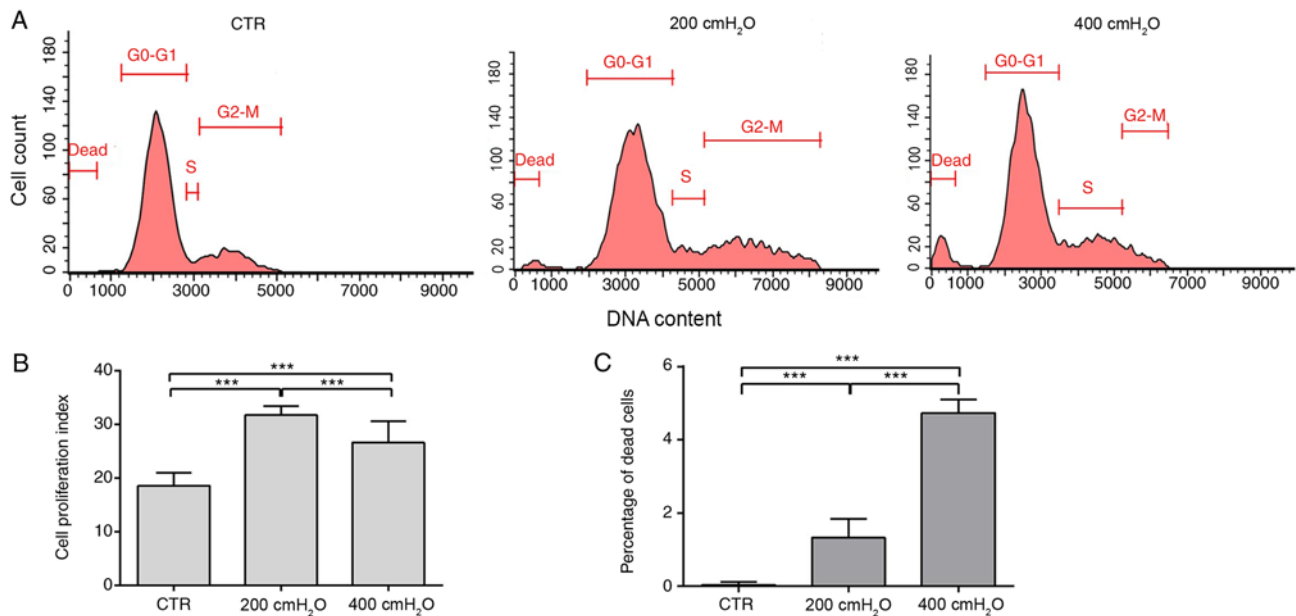 A
CTR
200 cmH₂O
400 cmH₂O
Cell count
180
140
100
60
20
0
Dead
G0-G1
S
G2-M
0 1000 3000 5000 7000 9000
180
140
100
60
20
0
Dead
G0-G1
S
G2-M
0 1000 3000 5000 7000 9000
180
140
100
60
20
0
Dead
G0-G1
S
G2-M
0 1000 3000 5000 7000 9000
DNA content
B
Cell proliferation index
40
30
20
10
0
***
*** ***
CTR 200 cmH₂O 400 cmH₂O
C
Percentage of dead cells
6
4
2
0
***
*** ***
CTR 200 cmH₂O 400 cmH₂O